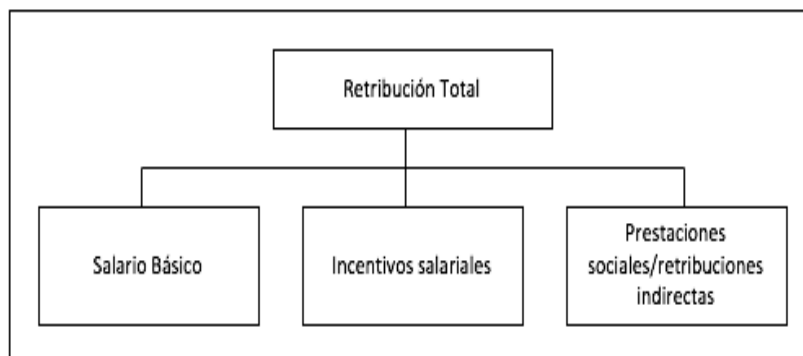 Retribución Total
Salario Básico
Incentivos salariales
Prestaciones
sociales/retribuciones
indirectas